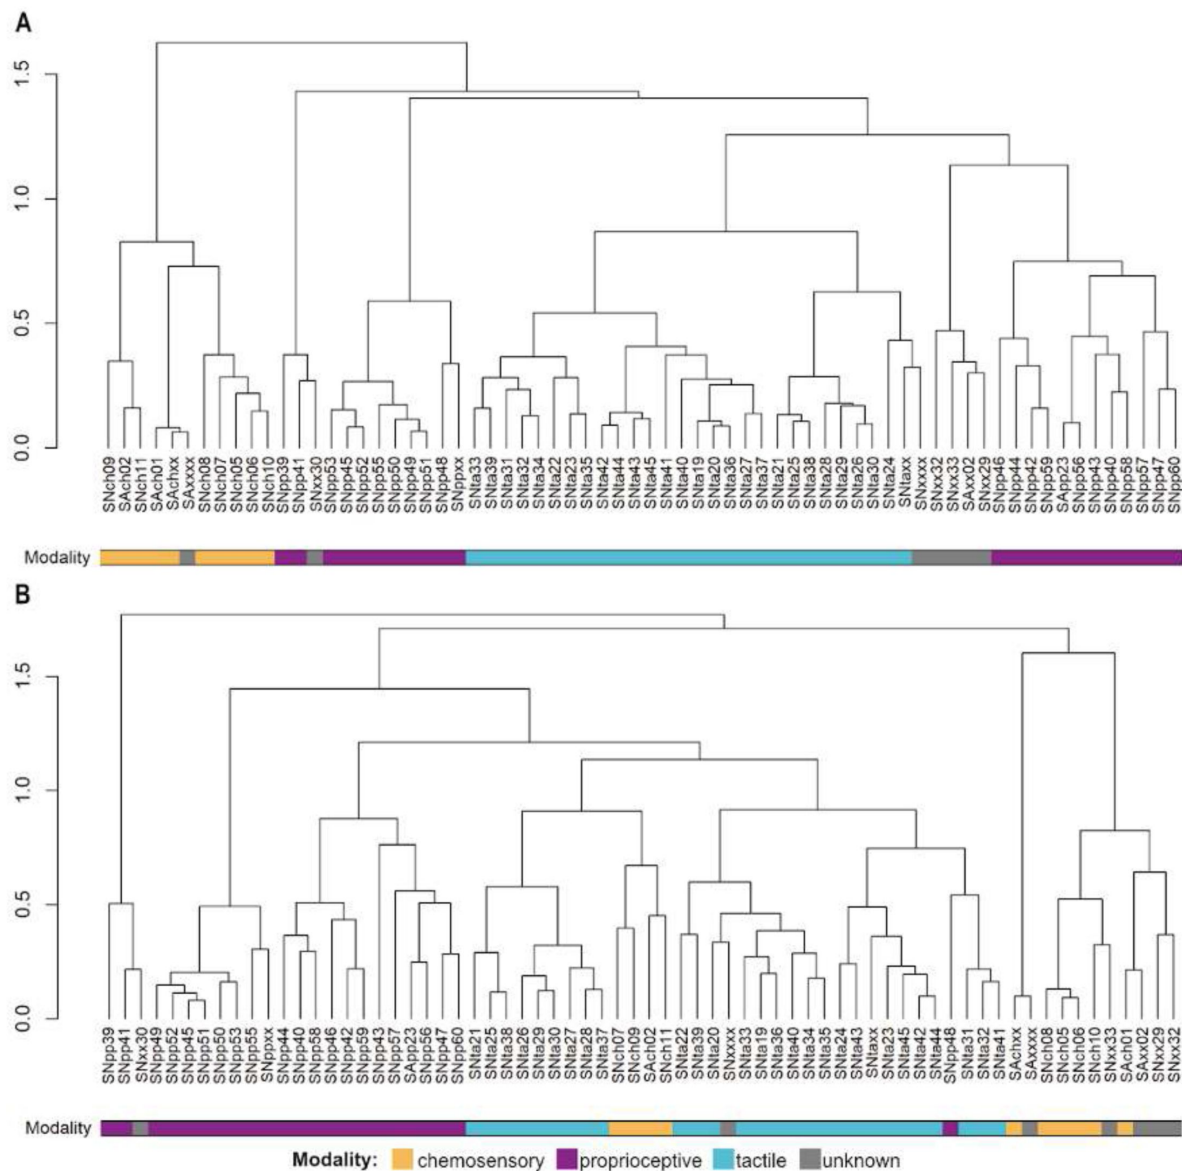 A
1.5
1.0
0.5
0.0
SNch09
SAch02
SNch11
SAch01
SAchxx
SAxxxx
SNch08
SNch07
SNch05
SNch06
SNch10
SNpp39
SNpp41
SNxx30
SNpp53
SNpp45
SNpp52
SNpp55
SNpp50
SNpp49
SNpp51
SNpp48
SNppxx
SNta33
SNta39
SNta31
SNta32
SNta34
SNta22
SNta23
SNta35
SNta42
SNta44
SNta43
SNta45
SNta41
SNta40
SNta19
SNta20
SNta36
SNta27
SNta37
SNta21
SNta25
SNta38
SNta28
SNta29
SNta26
SNta30
SNta24
SNtaxx
SNxxxx
SNxx32
SNxx33
SAxx02
SNxx29
SNpp46
SNpp44
SNpp42
SNpp59
SApp23
SNpp56
SNpp43
SNpp40
SNpp58
SNpp57
SNpp47
SNpp60
Modality
B
1.5
1.0
0.5
0.0
SNpp39
SNpp41
SNxx30
SNpp49
SNpp52
SNpp45
SNpp51
SNpp50
SNpp53
SNpp55
SNppxx
SNpp44
SNpp40
SNpp58
SNpp46
SNpp42
SNpp59
SNpp43
SNpp57
SApp23
SNpp56
SNpp47
SNpp60
SNta21
SNta25
SNta38
SNta26
SNta29
SNta30
SNta27
SNta28
SNta37
SNch07
SNch09
SAch02
SNch11
SNta22
SNta39
SNta20
SNxxxx
SNta33
SNta19
SNta36
SNta40
SNta34
SNta35
SNta24
SNta43
SNtaxx
SNta23
SNta45
SNta42
SNta44
SNpp48
SNta31
SNta32
SNta41
SAchxx
SAxxxx
SNch08
SNch05
SNch06
SNch10
SNxx33
SAch01
SAxx02
SNxx29
SNxx32
Modality
Modality: chemosensory proprioceptive tactile unknown